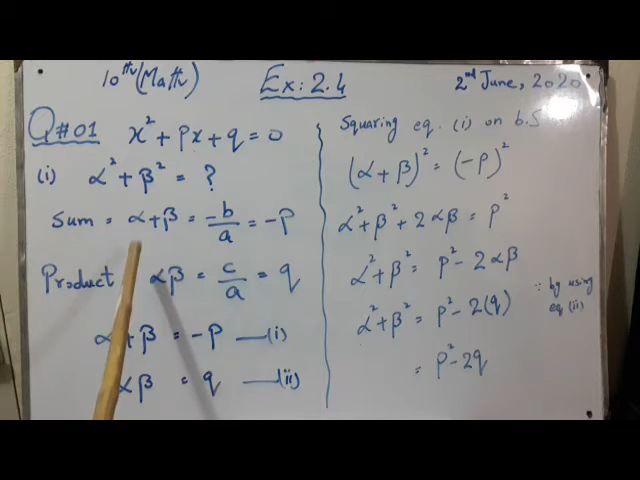 10th (Math)
Ex: 2.4
2nd June, 2020
Q#01 x² + px + q = 0
(i) α² + β² = ?
Sum = α + β = -b/a = -p
Product αβ = c/a = q
α + β = -p —(i)
αβ = q —(ii)
Squaring eq. (i) on b.S
(α + β)² = (-p)²
α² + β² + 2αβ = p²
α² + β² = p² - 2αβ
α² + β² = p² - 2(q) ∵ by using eq (ii)
= p² - 2q